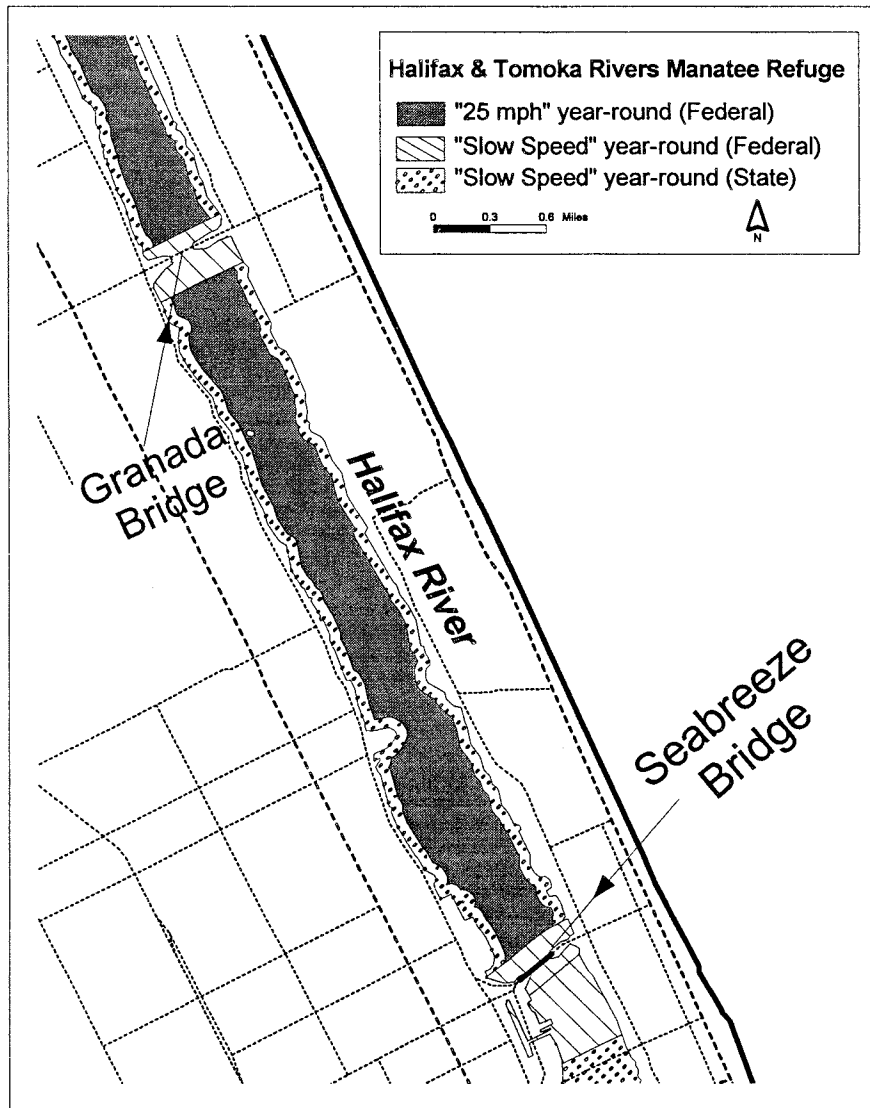 Halifax & Tomoka Rivers Manatee Refuge
"25 mph" year-round (Federal)
"Slow Speed" year-round (Federal)
"Slow Speed" year-round (State)
0 0.3 0.6 Miles
N
Granada
Bridge
Halifax River
Seabreeze
Bridge